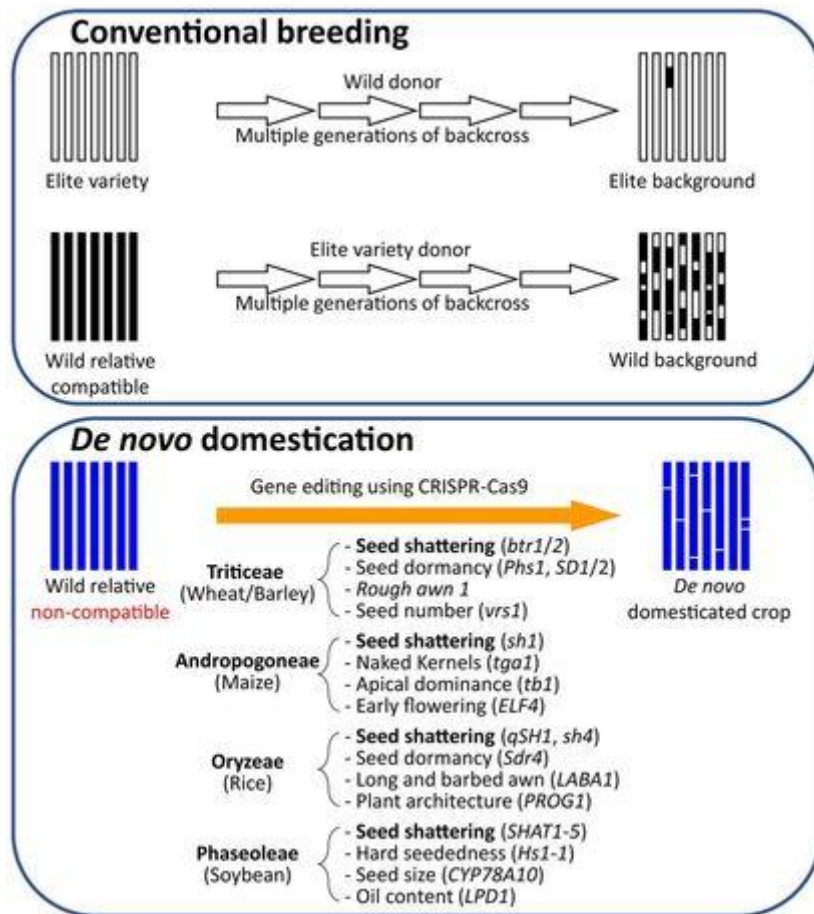 Conventional breeding
Wild donor
Multiple generations of backcross
Elite variety
Elite background
Elite variety donor
Multiple generations of backcross
Wild relative
compatible
Wild background
De novo domestication
Gene editing using CRISPR-Cas9
Wild relative
non-compatible
De novo
domesticated crop
Triticeae
(Wheat/Barley)
- Seed shattering (btr1/2)
- Seed dormancy (Phs1, SD1/2)
- Rough awn 1
- Seed number (vrs1)
Andropogoneae
(Maize)
- Seed shattering (sh1)
- Naked Kernels (tga1)
- Apical dominance (tb1)
- Early flowering (ELF4)
Oryzeae
(Rice)
- Seed shattering (qSH1, sh4)
- Seed dormancy (Sdr4)
- Long and barbed awn (LABA1)
- Plant architecture (PROG1)
Phaseoleae
(Soybean)
- Seed shattering (SHAT1-5)
- Hard seededness (Hs1-1)
- Seed size (CYP78A10)
- Oil content (LPD1)